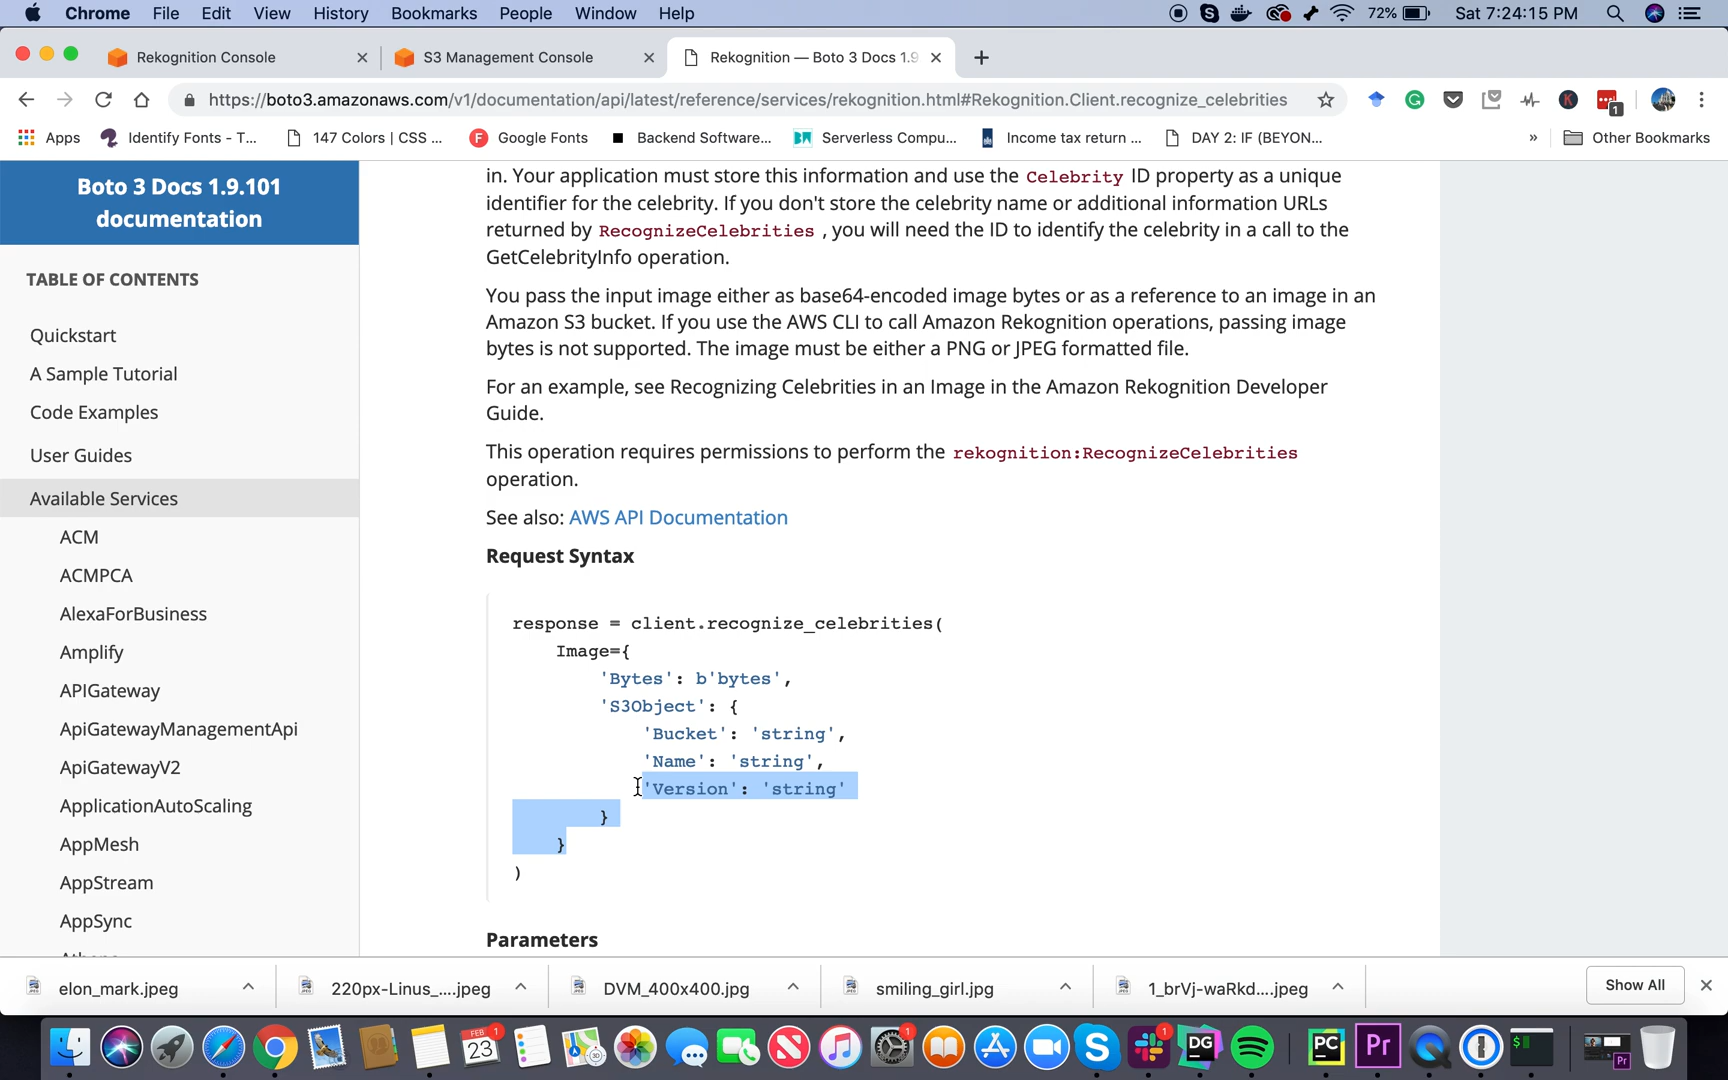 Chrome File Edit View History Bookmarks People Window Help 72% Sat 7:24:15 PM
Rekognition Console S3 Management Console Rekognition — Boto 3 Docs 1.9
https://boto3.amazonaws.com/v1/documentation/api/latest/reference/services/rekognition.html#Rekognition.Client.recognize_celebrities
Apps Identify Fonts - T... 147 Colors | CSS ... Google Fonts Backend Software... Serverless Compu... Income tax return ... DAY 2: IF (BEYON... » Other Bookmarks
Boto 3 Docs 1.9.101
documentation
TABLE OF CONTENTS
Quickstart
A Sample Tutorial
Code Examples
User Guides
Available Services
ACM
ACMPCA
AlexaForBusiness
Amplify
APIGateway
ApiGatewayManagementApi
ApiGatewayV2
ApplicationAutoScaling
AppMesh
AppStream
AppSync
in. Your application must store this information and use the Celebrity ID property as a unique
identifier for the celebrity. If you don't store the celebrity name or additional information URLs
returned by RecognizeCelebrities , you will need the ID to identify the celebrity in a call to the
GetCelebrityInfo operation.
You pass the input image either as base64-encoded image bytes or as a reference to an image in an
Amazon S3 bucket. If you use the AWS CLI to call Amazon Rekognition operations, passing image
bytes is not supported. The image must be either a PNG or JPEG formatted file.
For an example, see Recognizing Celebrities in an Image in the Amazon Rekognition Developer
Guide.
This operation requires permissions to perform the rekognition:RecognizeCelebrities
operation.
See also: AWS API Documentation
Request Syntax
response = client.recognize_celebrities(
Image={
'Bytes': b'bytes',
'S3Object': {
'Bucket': 'string',
'Name': 'string',
'Version': 'string'
}
}
)
Parameters
elon_mark.jpeg 220px-Linus_....jpeg DVM_400x400.jpg smiling_girl.jpg 1_brVj-waRkd....jpeg Show All
FEB 23 1 1 1 DG PC Pr $ Pr